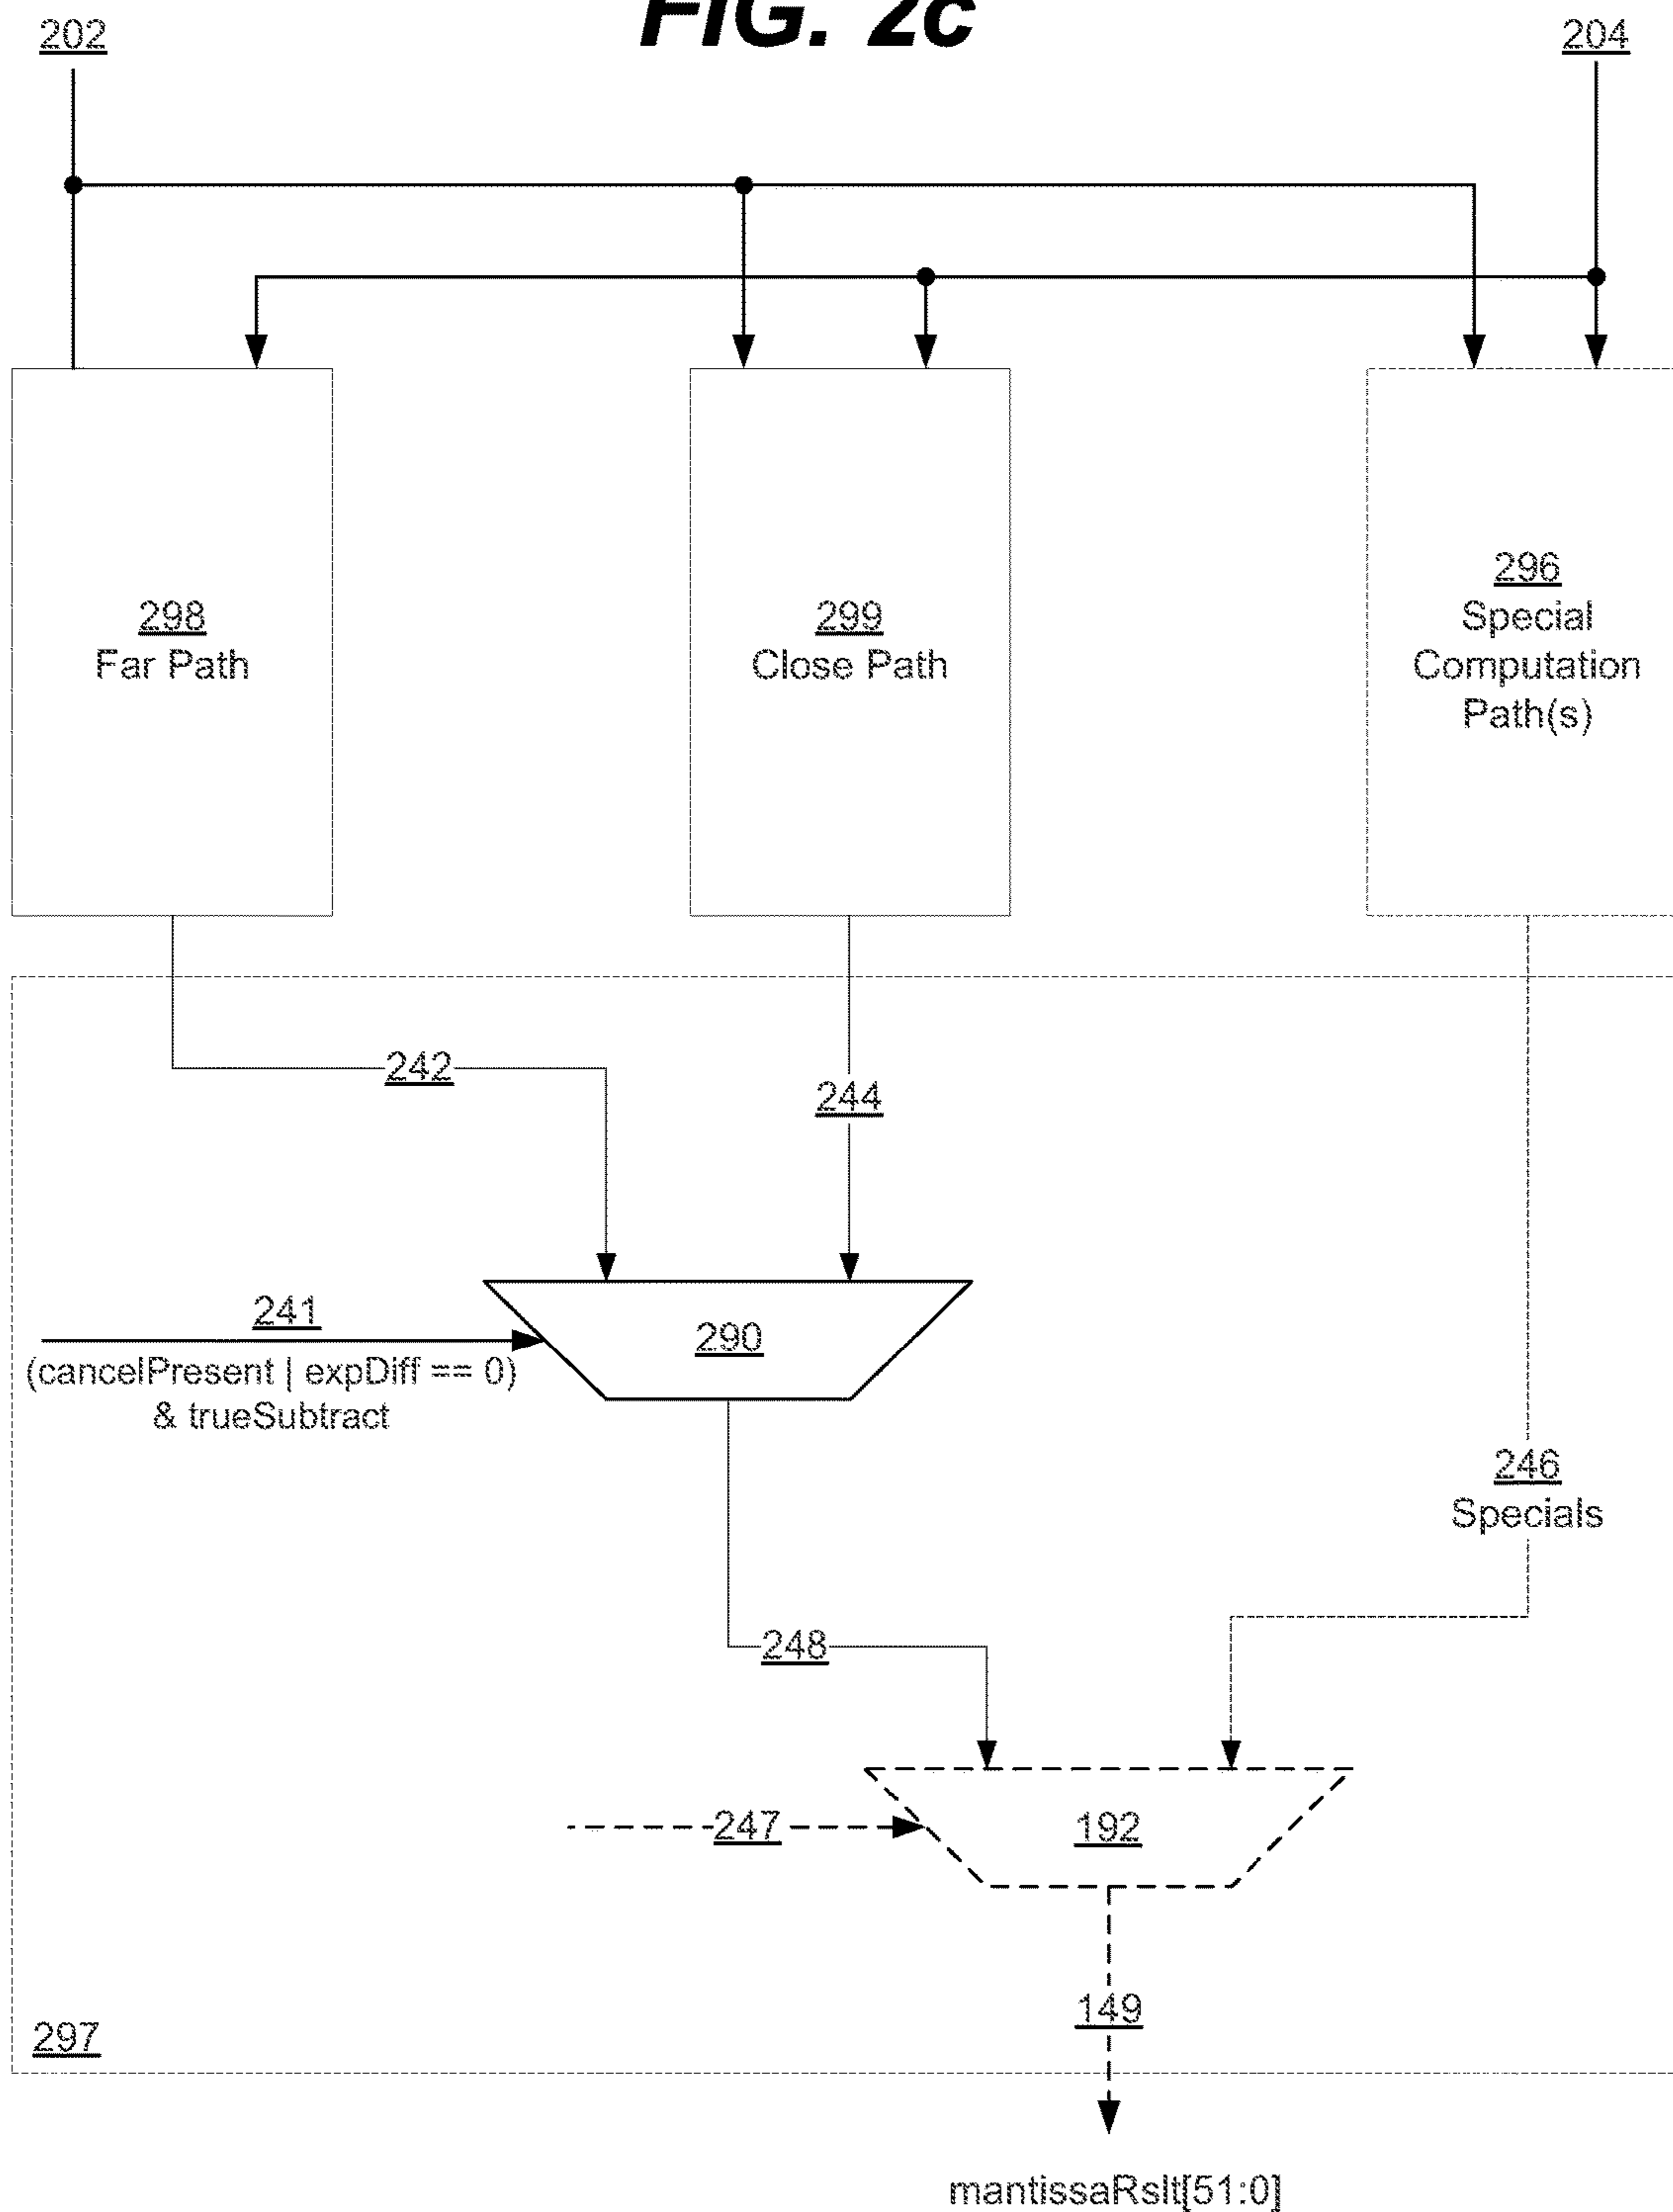 FIG. 2c
202
204
298
Far Path
299
Close Path
296
Special
Computation
Path(s)
242
244
241
(cancelPresent | expDiff == 0)
& trueSubtract
290
246
Specials
248
247
192
149
297
mantissaRslt[51:0]